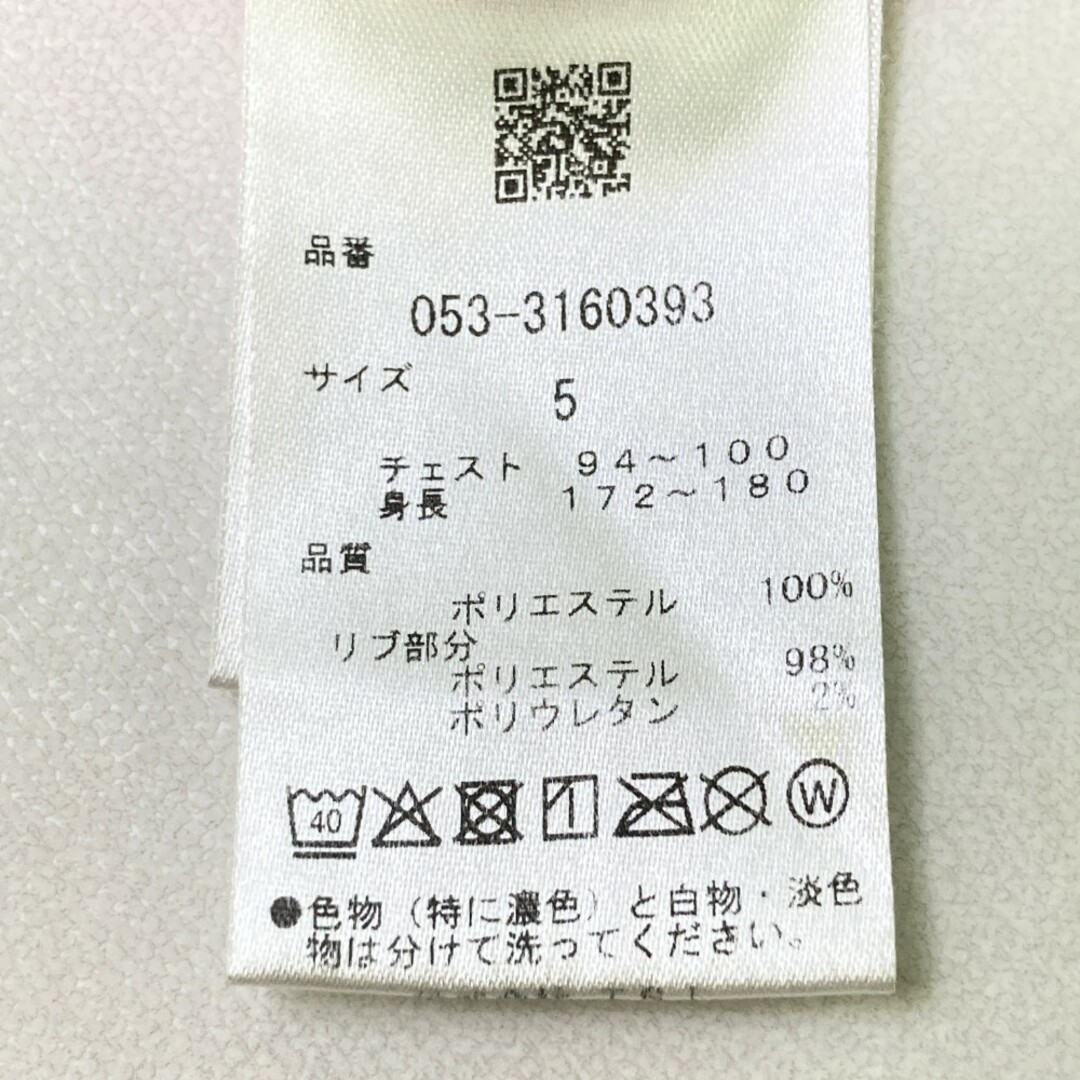 品番
053-3160393
サイズ 5
チェスト 94～100
身長 172～180
品質
ポリエステル 100%
リブ部分
ポリエステル 98%
ポリウレタン 2%
40
W
●色物（特に濃色）と白物・淡色
物は分けて洗ってください。